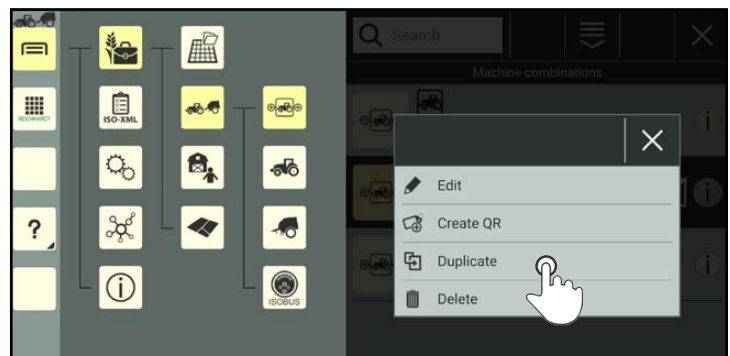 Search
Machine combinations
REICHHARDT
ISO-XML
Edit
Create QR
?
Duplicate
Delete
ISOBUS